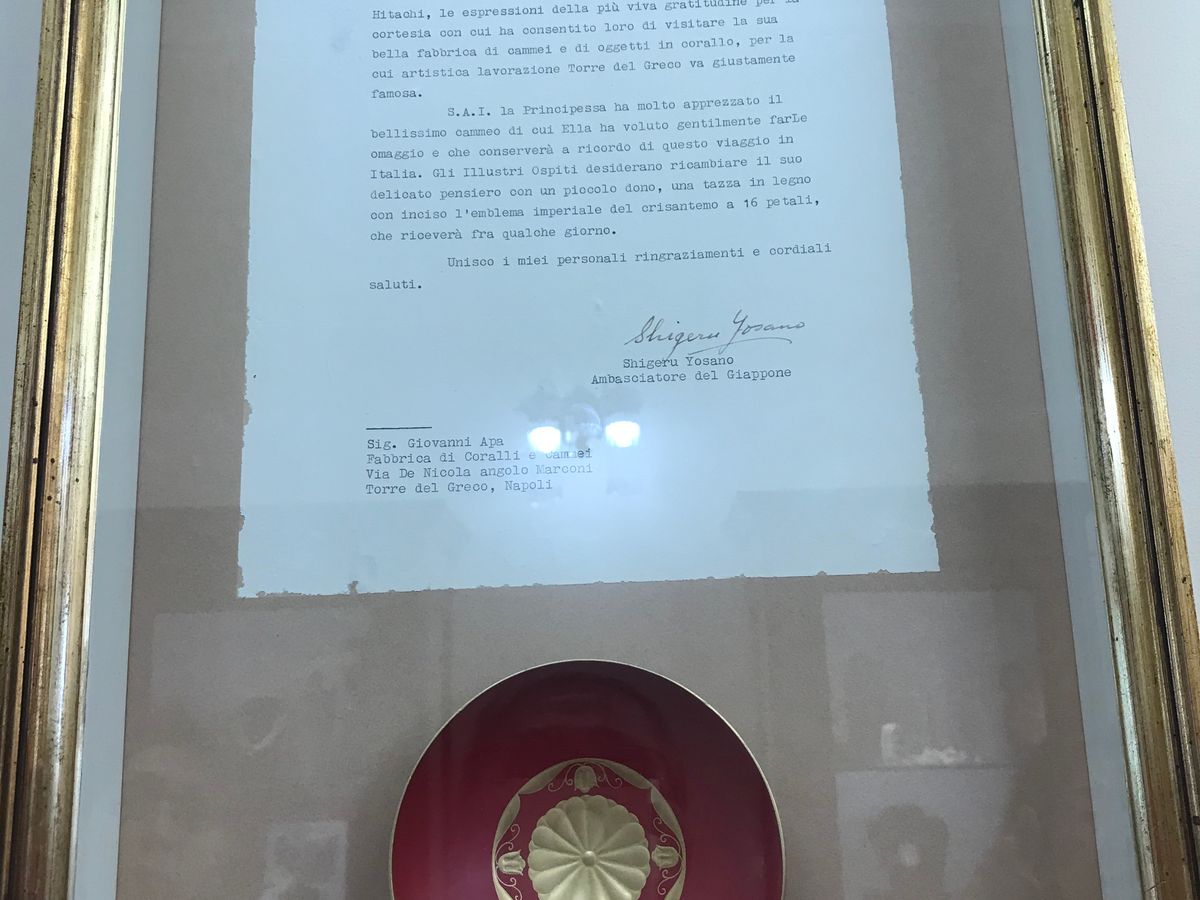 Hitachi, le espressioni della più viva gratitudine per la
cortesia con cui ha consentito loro di visitare la sua
bella fabbrica di cammei e di oggetti in corallo, per la
cui artistica lavorazione Torre del Greco va giustamente
famosa.
S.A.I. la Principessa ha molto apprezzato il
bellissimo cammeo di cui Ella ha voluto gentilmente farLe
omaggio e che conserverà a ricordo di questo viaggio in
Italia. Gli Illustri Ospiti desiderano ricambiare il suo
delicato pensiero con un piccolo dono, una tazza in legno
con inciso l'emblema imperiale del crisantemo a 16 petali,
che riceverà fra qualche giorno.
Unisco i miei personali ringraziamenti e cordiali
saluti.
Shigeru Yosano
Shigeru Yosano
Ambasciatore del Giappone
Sig. Giovanni Apa
Fabbrica di Coralli e Cammei
Via De Nicola angolo Marconi
Torre del Greco, Napoli